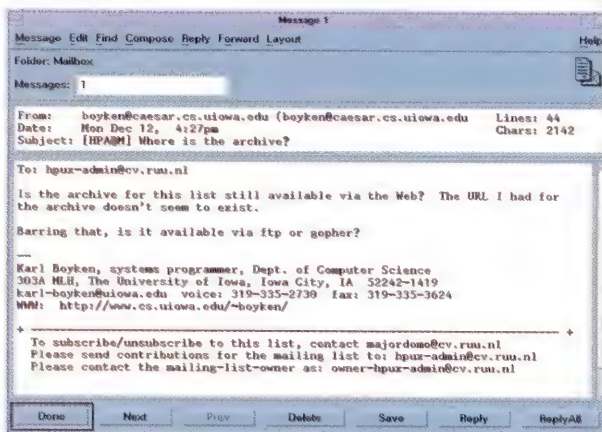 Message 1
Message Edit Find Compose Reply Forward Layout Help
Folder: Mailbox
Messages: 1
From: boyken@caesar.cs.uiowa.edu (boyken@caesar.cs.uiowa.edu Lines: 44
Date: Mon Dec 12, 4:27pm Chars: 2142
Subject: [HPADM] Where is the archive?
To: hpux-admin@cv.ruu.nl
Is the archive for this list still available via the Web? The URL I had for
the archive doesn't seem to exist.
Barring that, is it available via ftp or gopher?
--
Karl Boyken, systems programmer, Dept. of Computer Science
303A MLH, The University of Iowa, Iowa City, IA 52242-1419
karl-boyken@uiowa.edu voice: 319-335-2730 fax: 319-335-3624
WWW: http://www.cs.uiowa.edu/~boyken/
+ ---------------------------------------------------------------------- +
To subscribe/unsubscribe to this list, contact majordomo@cv.ruu.nl
Please send contributions for the mailing list to: hpux-admin@cv.ruu.nl
Please contact the mailing-list-owner as: owner-hpux-admin@cv.ruu.nl
Done Next Prev Delete Save Reply ReplyAll